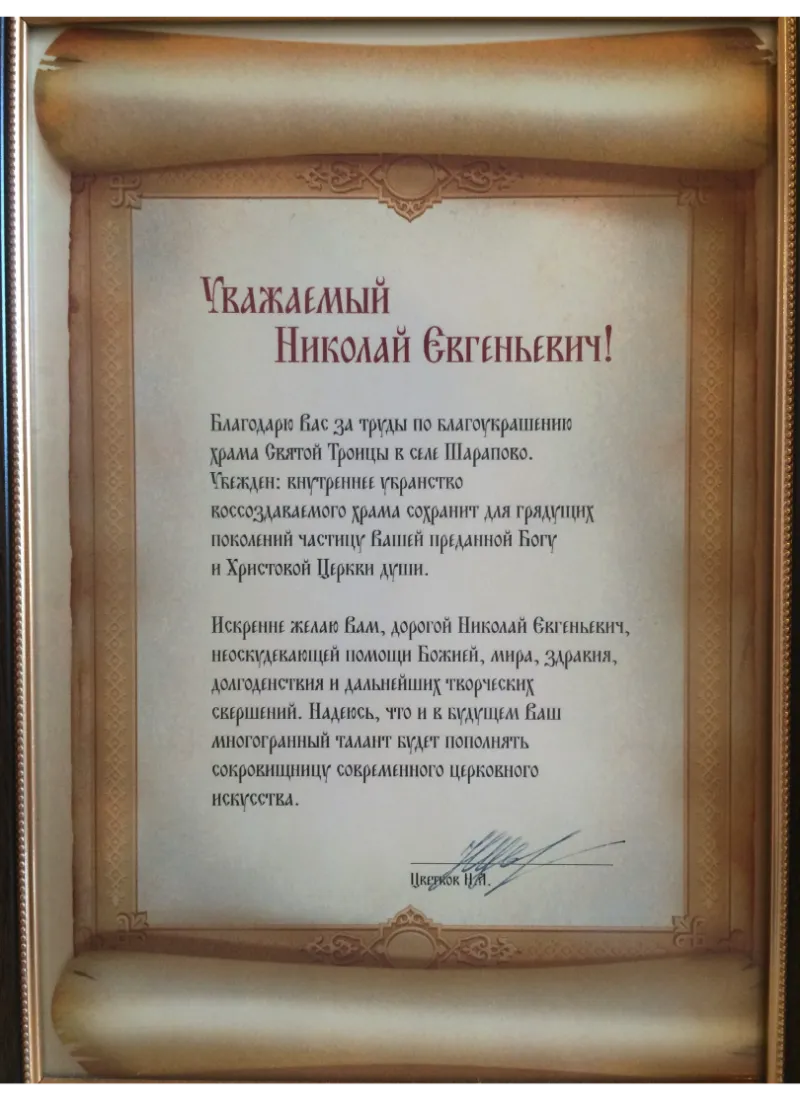 Уважаемый
Николай Евгеньевич!
Благодарю Вас за труды по благоукрашению
храма Святой Троицы в селе Шарапово.
Убежден: внутреннее убранство
воссоздаваемого храма сохранит для грядущих
поколений частицу Вашей преданной Богу
и Христовой Церкви души.
Искренне желаю Вам, дорогой Николай Евгеньевич,
неоскудевающей помощи Божией, мира, здравия,
долгоденствия и дальнейших творческих
свершений. Надеюсь, что и в будущем Ваш
многогранный талант будет пополнять
сокровищницу современного церковного
искусства.
Цветков Н.М.